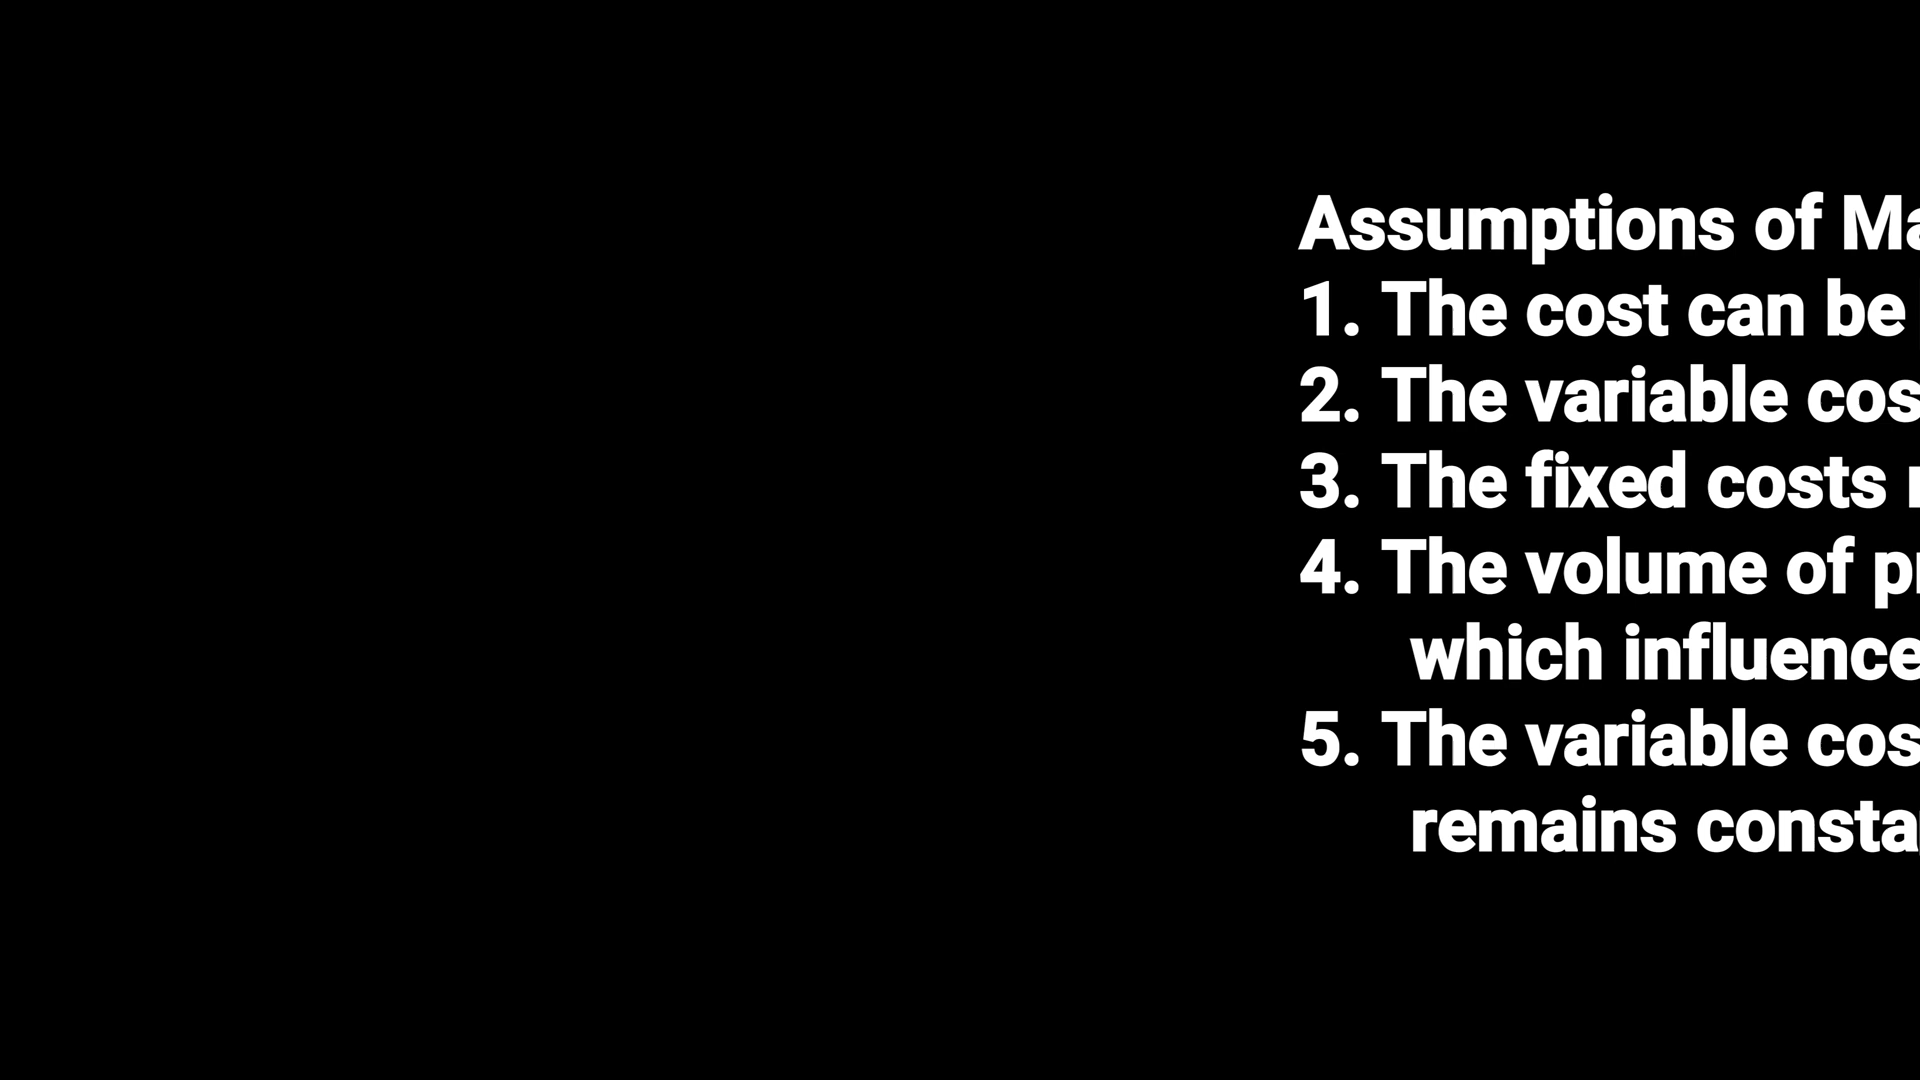 Assumptions of Ma
1. The cost can be
2. The variable cos
3. The fixed costs
4. The volume of pr
which influence
5. The variable cos
remains consta